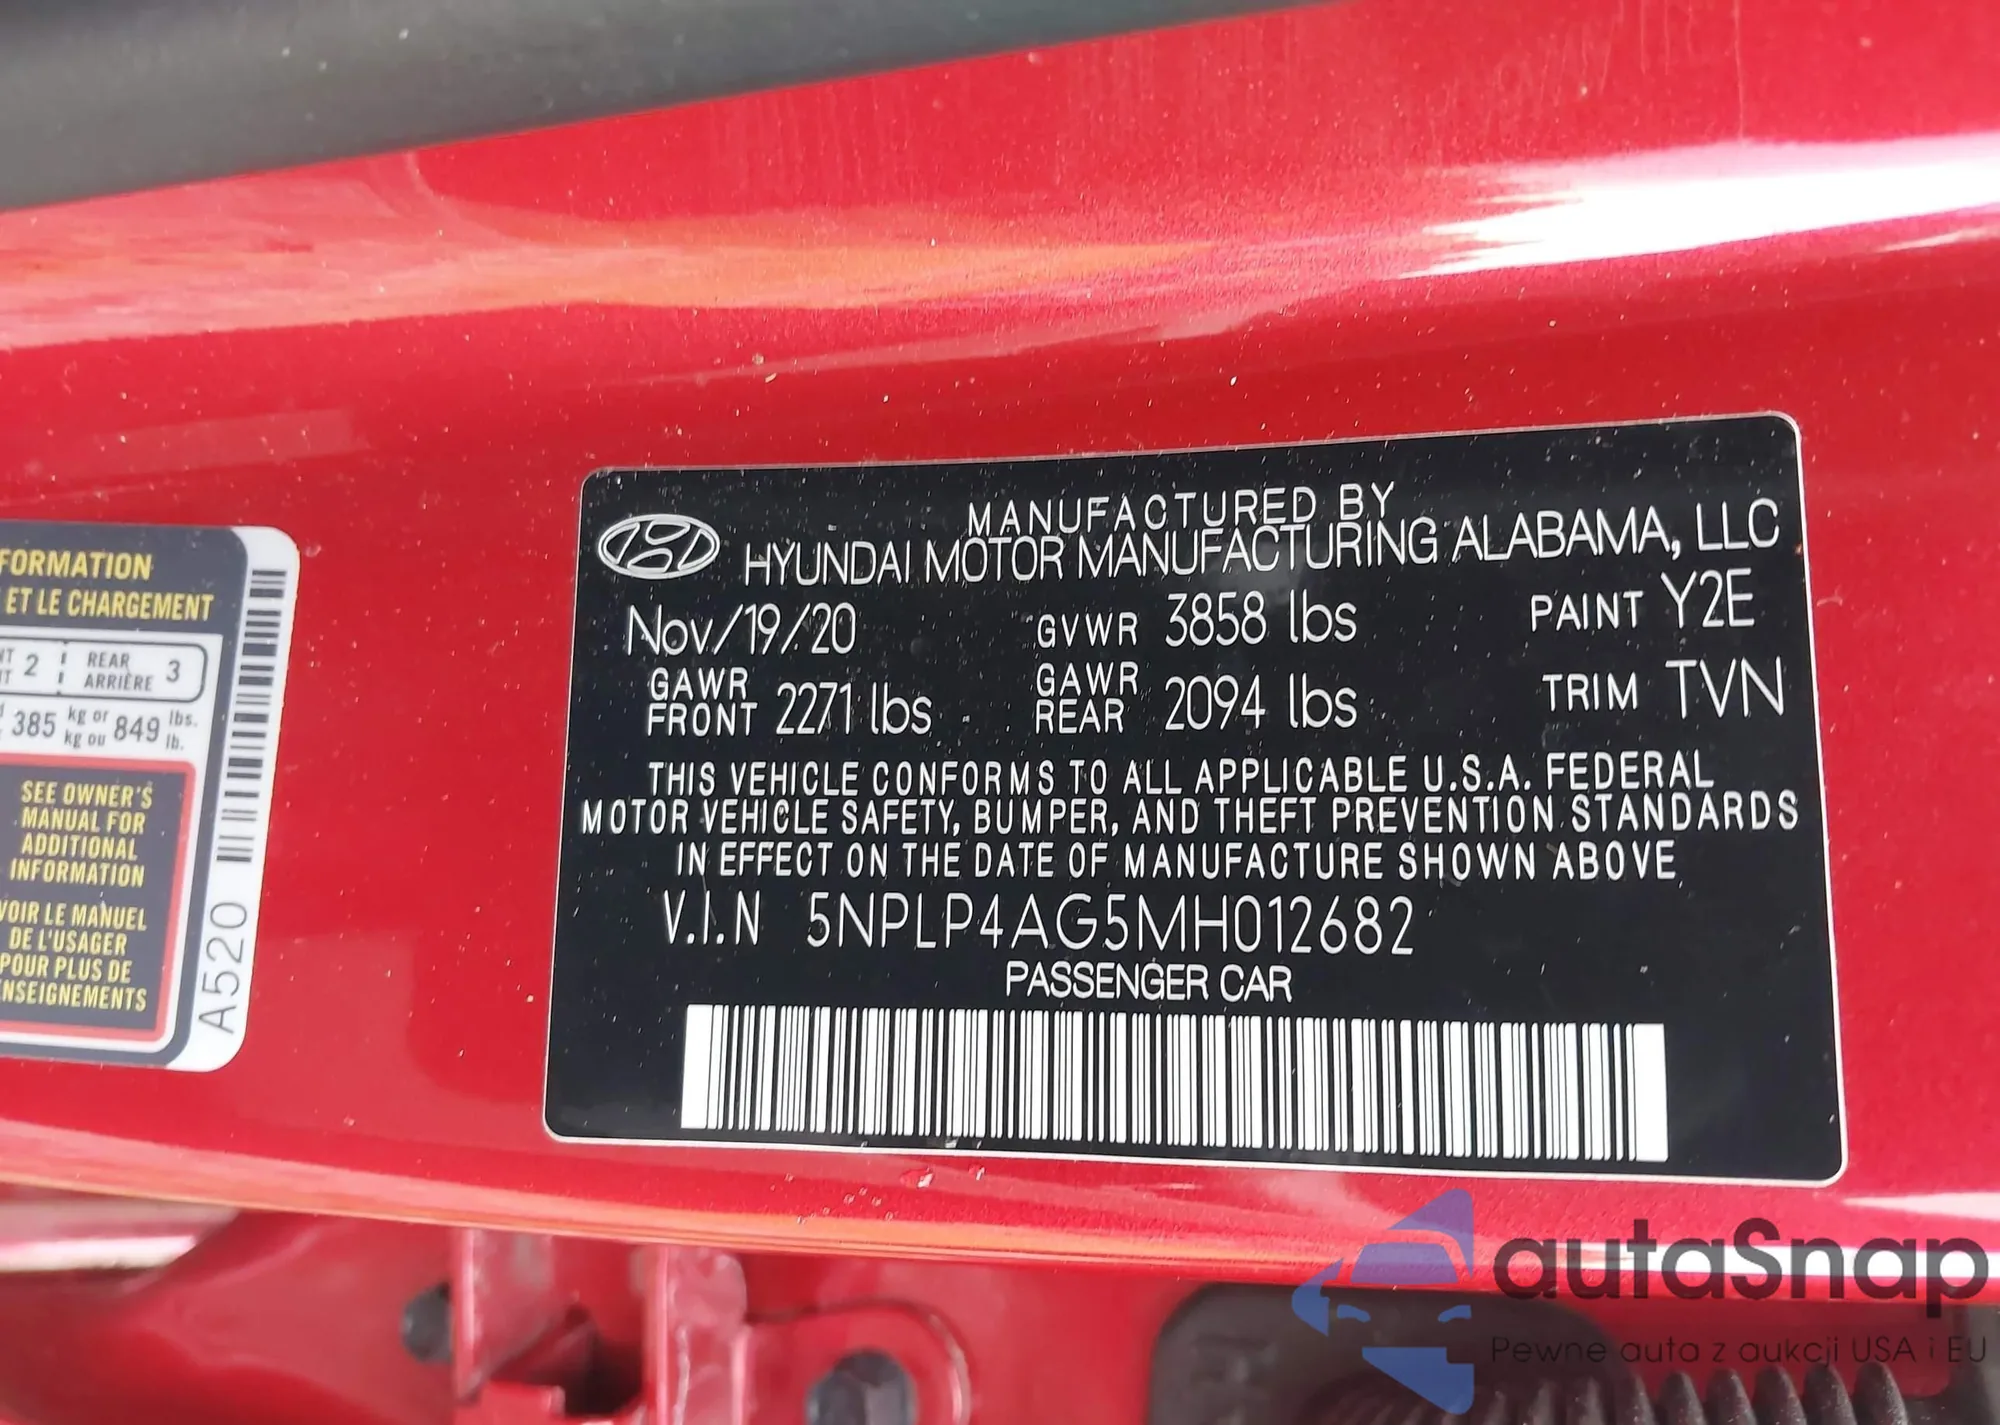 FORMATION
ET LE CHARGEMENT
2 REAR ARRIÈRE 3
385 kg or kg ou 849 lbs. lb.
SEE OWNER'S
MANUAL FOR
ADDITIONAL
INFORMATION
VOIR LE MANUEL
DE L'USAGER
POUR PLUS DE
NSEIGNEMENTS
A520
MANUFACTURED BY
HYUNDAI MOTOR MANUFACTURING ALABAMA, LLC
Nov/19/20 GVWR 3858 lbs PAINT Y2E
GAWR FRONT 2271 lbs GAWR REAR 2094 lbs TRIM TVN
THIS VEHICLE CONFORMS TO ALL APPLICABLE U.S.A. FEDERAL
MOTOR VEHICLE SAFETY, BUMPER, AND THEFT PREVENTION STANDARDS
IN EFFECT ON THE DATE OF MANUFACTURE SHOWN ABOVE
V.I.N 5NPLP4AG5MH012682
PASSENGER CAR
autaSnap
Pewne auta z aukcji USA i EU